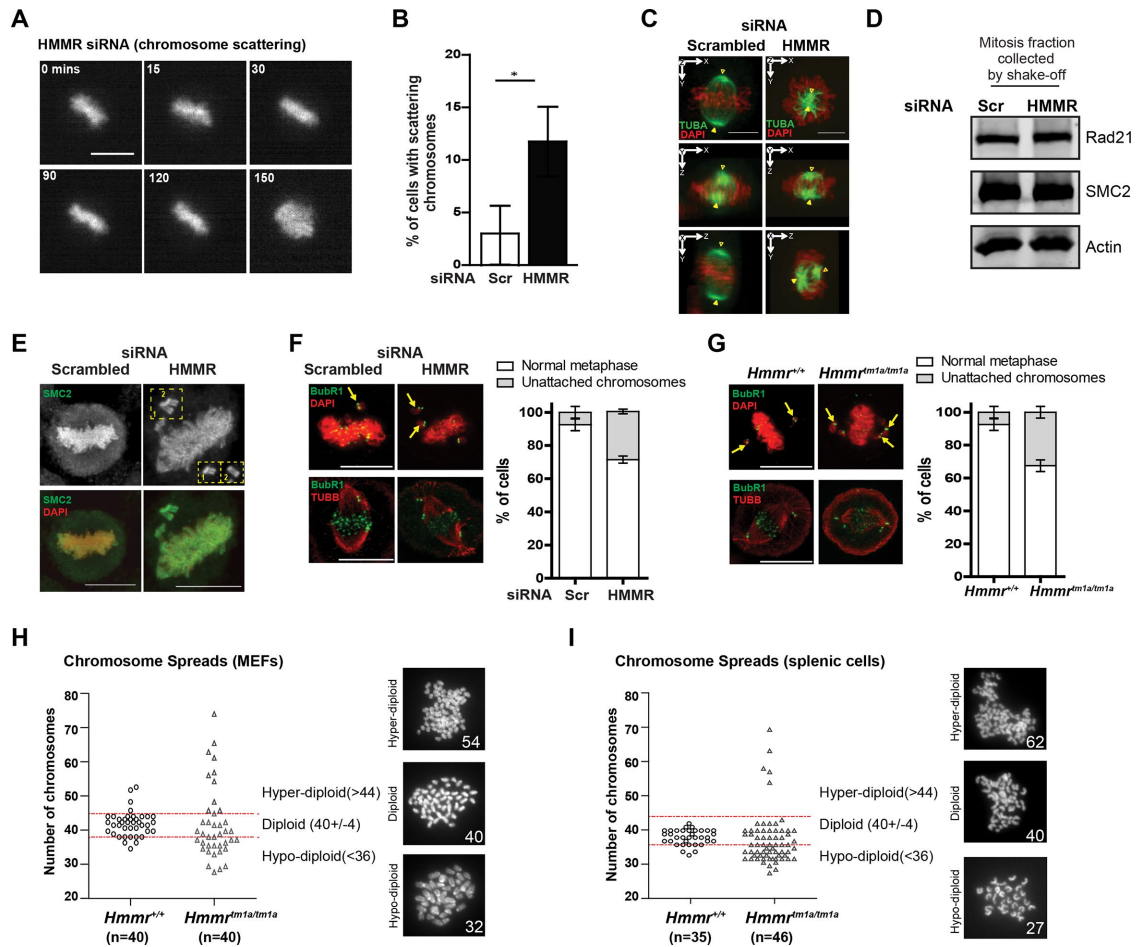 A
HMMR siRNA (chromosome scattering)
0 mins
15
30
90
120
150
B
% of cells with scattering
chromosomes
20
15
10
5
0
*
siRNA
Scr
HMMR
C
siRNA
Scrambled
HMMR
Z
X
Y
TUBA
DAPI
Z
X
Y
TUBA
DAPI
Y
X
Z
Y
X
Z
X
Z
Y
X
Z
Y
D
Mitosis fraction
collected
by shake-off
siRNA
Scr
HMMR
Rad21
SMC2
Actin
E
siRNA
Scrambled
HMMR
SMC2
2
1
2
SMC2
DAPI
F
siRNA
Scrambled
HMMR
BubR1
DAPI
BubR1
TUBB
Normal metaphase
Unattached chromosomes
% of cells
100
80
60
40
20
0
siRNA
Scr
HMMR
G
Hmmr+/+
Hmmrtm1a/tm1a
BubR1
DAPI
BubR1
TUBB
Normal metaphase
Unattached chromosomes
% of cells
100
80
60
40
20
0
Hmmr+/+
Hmmrtm1a/tm1a
H
Chromosome Spreads (MEFs)
Number of chromosomes
80
70
60
50
40
30
20
Hyper-diploid(>44)
Diploid (40+/-4)
Hypo-diploid(<36)
Hmmr+/+
Hmmrtm1a/tm1a
(n=40)
(n=40)
Hyper-diploid
54
Diploid
40
Hypo-diploid
32
I
Chromosome Spreads (splenic cells)
Number of chromosomes
80
70
60
50
40
30
20
Hyper-diploid(>44)
Diploid (40+/-4)
Hypo-diploid(<36)
Hmmr+/+
Hmmrtm1a/tm1a
(n=35)
(n=46)
Hyper-diploid
62
Diploid
40
Hypo-diploid
27